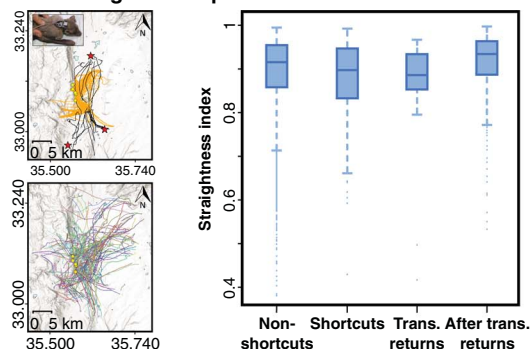 33.240
33.000
N
0 5 km
35.500 35.740
33.240
33.000
N
0 5 km
35.500 35.740
Straightness index
1
0.8
0.6
0.4
Non-shortcuts
Shortcuts
Trans. returns
After trans. returns